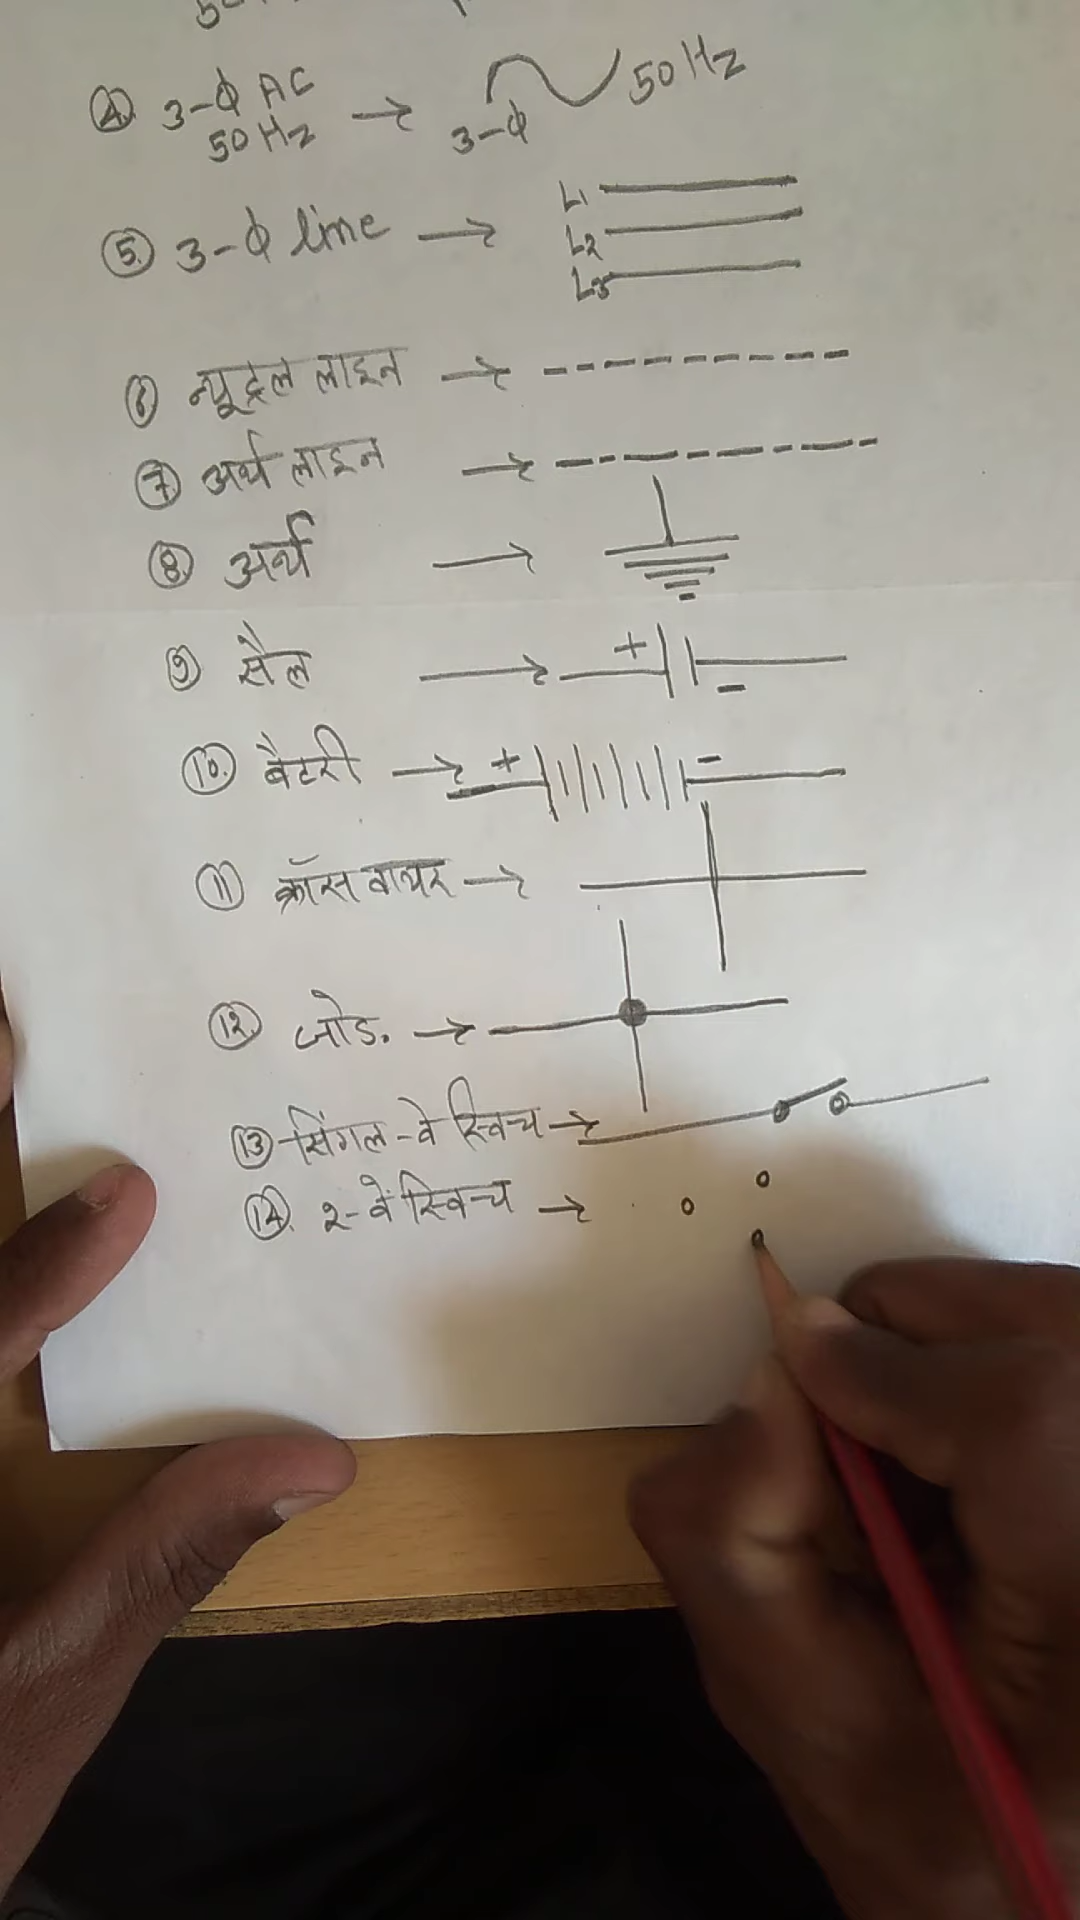 ④ 3-ϕ AC → 3-ϕ 50 Hz
50 Hz
⑤ 3-ϕ line → L1
L2
L3
⑥ न्यूट्रल लाइन →
⑦ अर्थ लाइन →
⑧ अर्थ →
⑨ सैल → + -
⑩ बैटरी → + -
⑪ क्रॉस वायर →
⑫ जोड. →
⑬ सिंगल-वे स्विच →
⑭ २-वे स्विच →